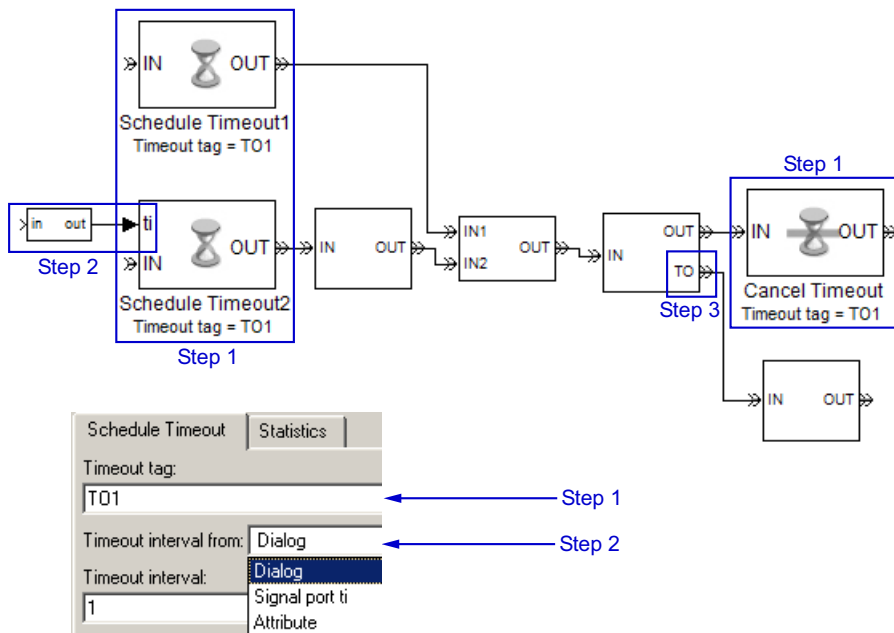 IN OUT
Schedule Timeout1
Timeout tag = TO1
Step 1
in out
ti
IN OUT
Step 2
Schedule Timeout2
Timeout tag = TO1
Step 1
IN OUT
IN1
IN2
OUT
IN
OUT
TO
Step 3
IN OUT
Cancel Timeout
Timeout tag = TO1
IN OUT
Schedule Timeout
Statistics
Timeout tag:
TO1
Step 1
Timeout interval from: Dialog
Step 2
Dialog
Timeout interval:
Signal port ti
1
Attribute